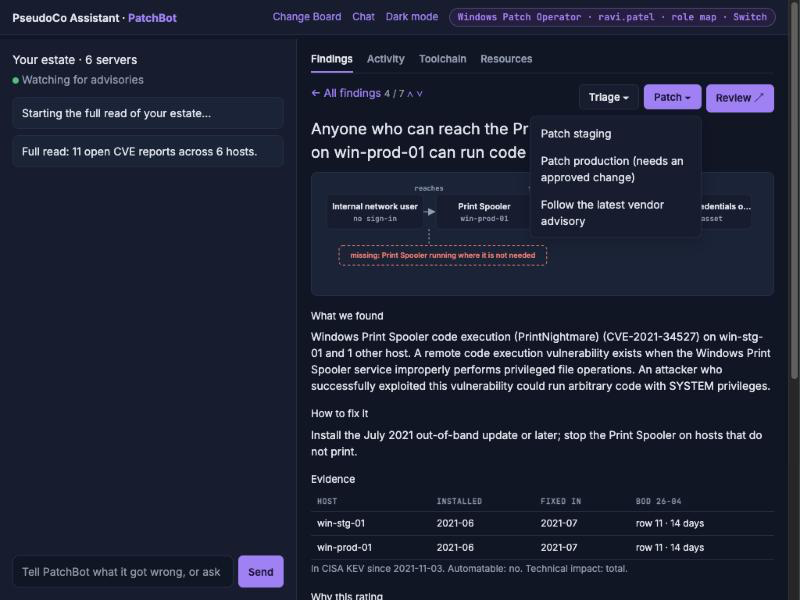 PseudoCo Assistant · PatchBot
Change Board Chat Dark mode Windows Patch Operator · ravi.patel · role map · Switch
Your estate · 6 servers
Watching for advisories
Starting the full read of your estate...
Full read: 11 open CVE reports across 6 hosts.
Tell PatchBot what it got wrong, or ask
Send
Findings Activity Toolchain Resources
← All findings 4 / 7
Triage Patch Review
Patch staging
Patch production (needs an
approved change)
Follow the latest vendor
advisory
Anyone who can reach the Pr
on win-prod-01 can run code
reaches
Internal network user
no sign-in
Print Spooler
win-prod-01
edentials o...
asset
missing: Print Spooler running where it is not needed
What we found
Windows Print Spooler code execution (PrintNightmare) (CVE-2021-34527) on win-stg-
01 and 1 other host. A remote code execution vulnerability exists when the Windows Print
Spooler service improperly performs privileged file operations. An attacker who
successfully exploited this vulnerability could run arbitrary code with SYSTEM privileges.
How to fix it
Install the July 2021 out-of-band update or later; stop the Print Spooler on hosts that do
not print.
Evidence
HOST INSTALLED FIXED IN BOD 26-04
win-stg-01 2021-06 2021-07 row 11 · 14 days
win-prod-01 2021-06 2021-07 row 11 · 14 days
In CISA KEV since 2021-11-03. Automatable: no. Technical impact: total.
Why this rating